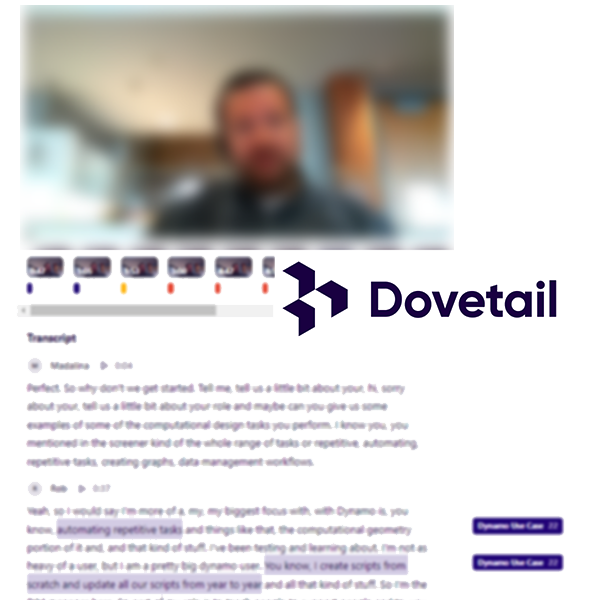 Dovetail
Transcript
Madalina 0:04
Perfect. So why don't we get started. Tell me, tell us a little bit about your, hi, sorry
about your, tell us a little bit about your role and maybe can you give us some
examples of some of the computational design tasks you perform. I know you, you
mentioned in the screener kind of the whole range of tasks or repetitive, automating,
repetitive tasks, creating graphs, data management workflows.
Rob 0:37
Yeah, so I would say I'm more of a, my, my biggest focus with, with Dynamo is, you
know, automating repetitive tasks and things like that, the computational geometry
portion of it and, and that kind of stuff. I've been testing and learning about. I'm not as
Dynamo Use Case 22
heavy of a user, but I am a pretty big dynamo user. You know, I create scripts from
Dynamo Use Case 22
scratch and update all our scripts from year to year and all that kind of stuff. So I'm the